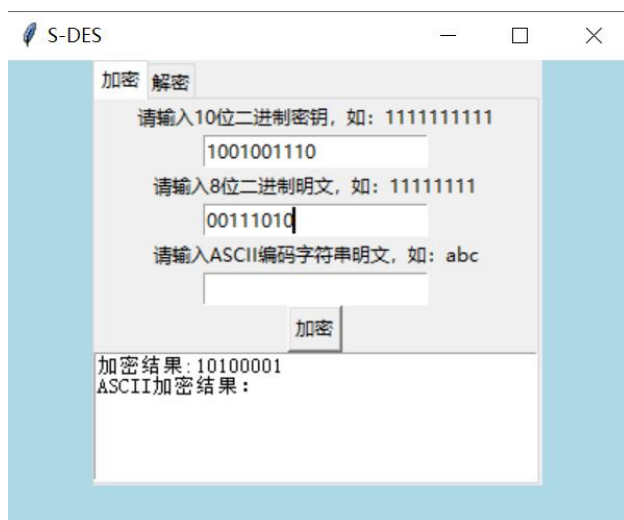 S-DES
加密 解密
请输入10位二进制密钥，如：1111111111
1001001110
请输入8位二进制明文，如：11111111
00111010
请输入ASCII编码字符串明文，如：abc
加密
加密结果:10100001
ASCII加密结果：